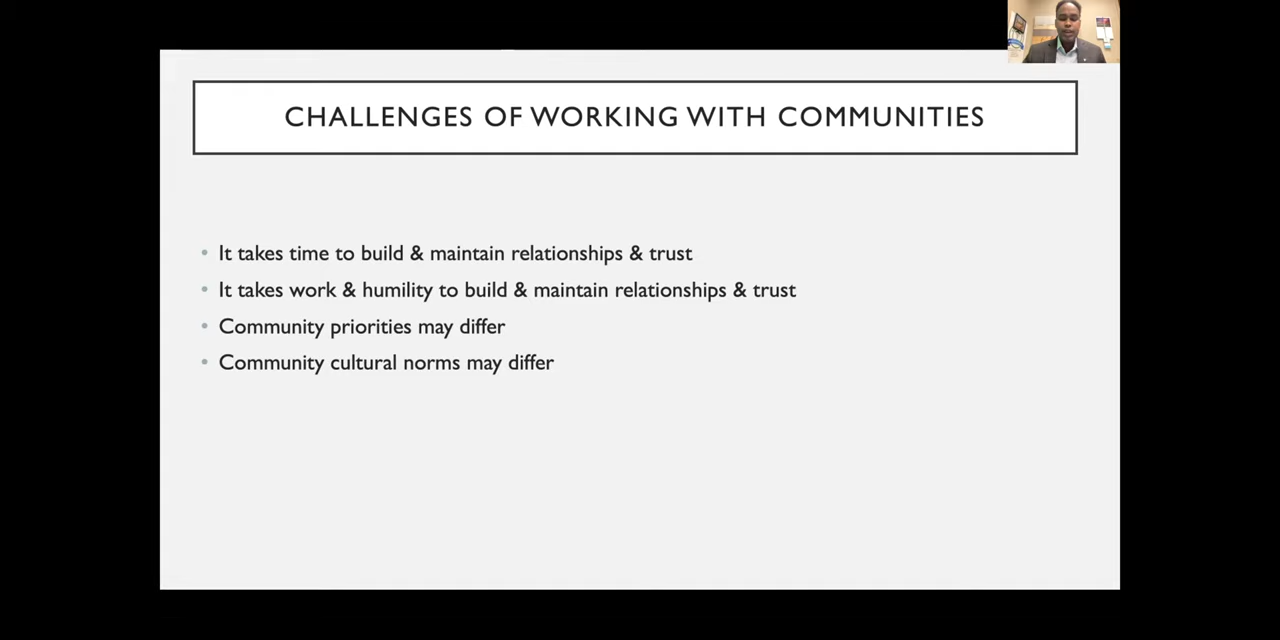 CHALLENGES OF WORKING WITH COMMUNITIES
• It takes time to build & maintain relationships & trust
• It takes work & humility to build & maintain relationships & trust
• Community priorities may differ
• Community cultural norms may differ